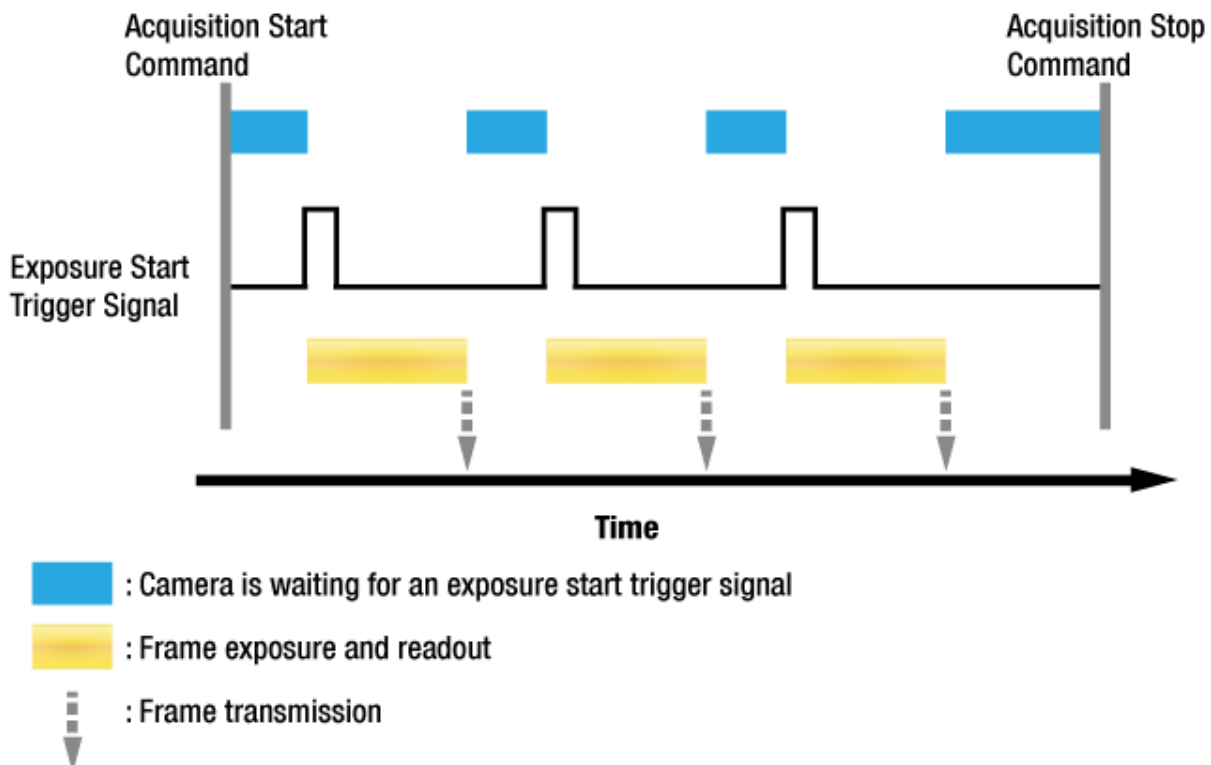 Acquisition Start
Command
Acquisition Stop
Command
Exposure Start
Trigger Signal
Time
: Camera is waiting for an exposure start trigger signal
: Frame exposure and readout
: Frame transmission